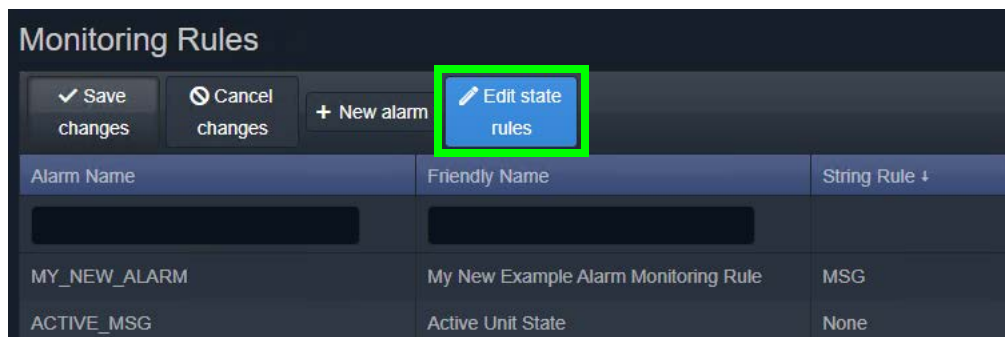 Monitoring Rules
✓ Save changes
Cancel changes
+ New alarm
Edit state rules
Alarm Name Friendly Name String Rule ↓
MY_NEW_ALARM My New Example Alarm Monitoring Rule MSG
ACTIVE_MSG Active Unit State None